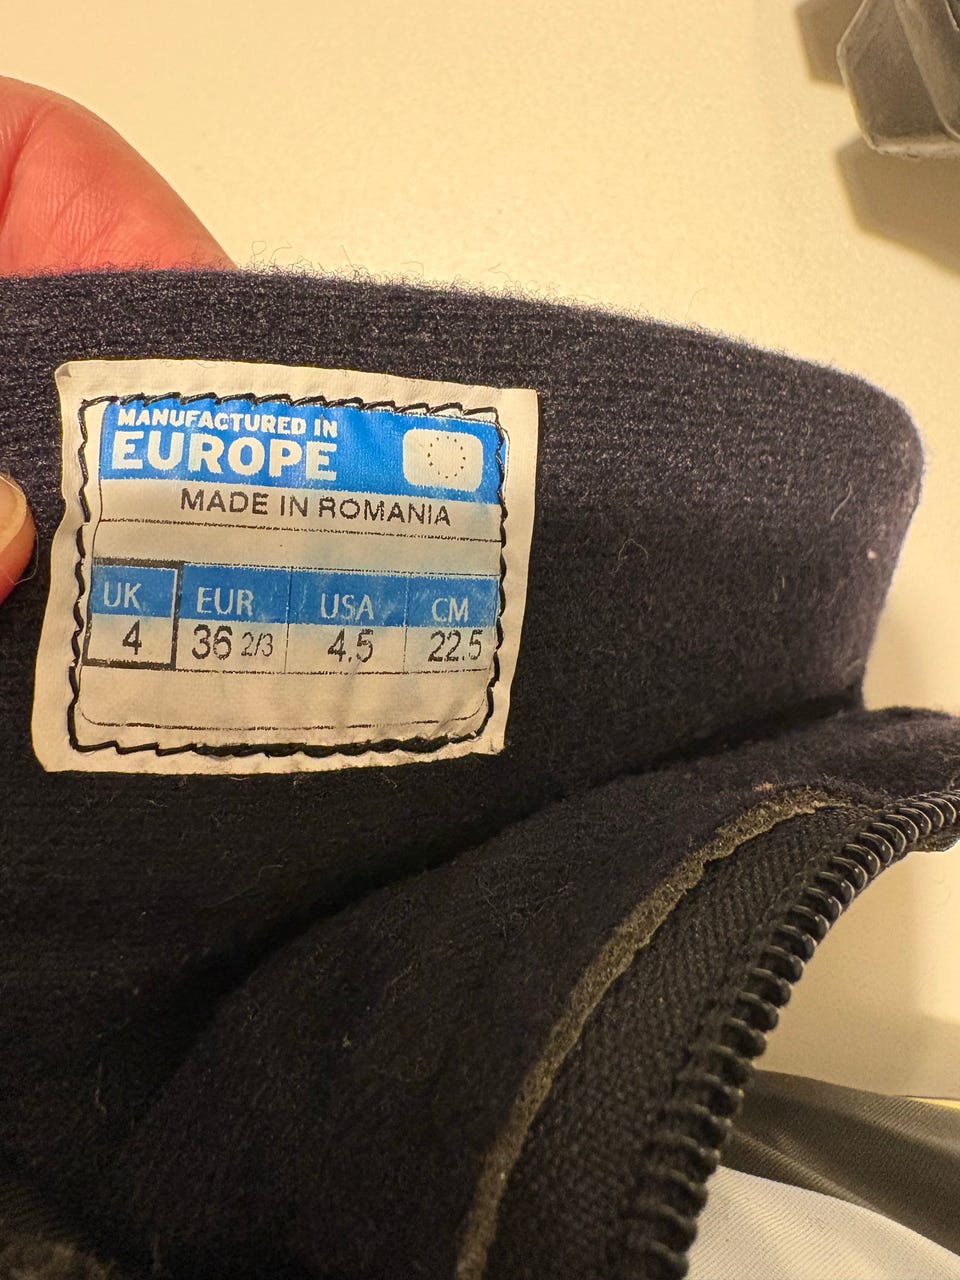 MANUFACTURED IN
EUROPE
MADE IN ROMANIA
UK EUR USA CM
4 36 2/3 4.5 22.5